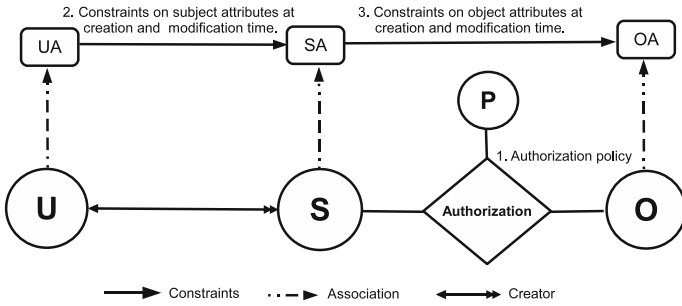 2. Constraints on subject attributes at
creation and modification time.
3. Constraints on object attributes at
creation and modification time.
UA
SA
OA
P
1. Authorization policy
U
S
Authorization
O
Constraints
Association
Creator